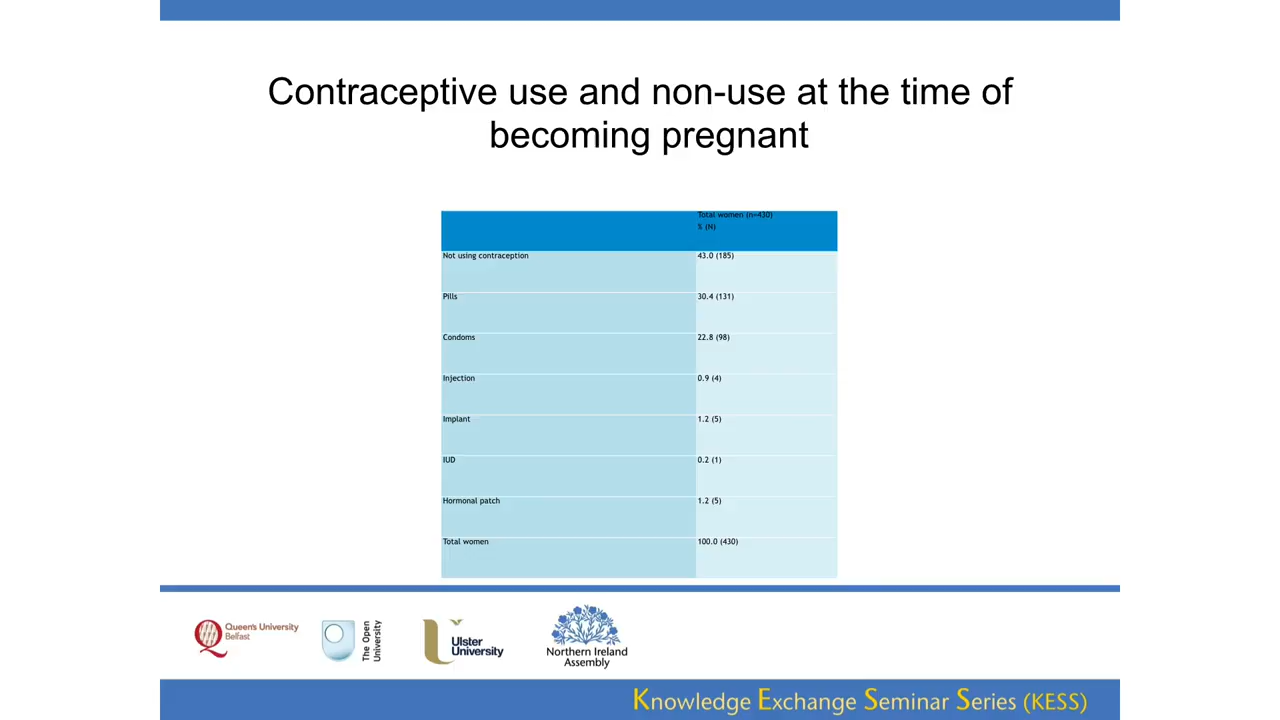 Contraceptive use and non-use at the time of
becoming pregnant
Total women (n=430)
% (N)
Not using contraception 43.0 (185)
Pills 30.4 (131)
Condoms 22.8 (98)
Injection 0.9 (4)
Implant 1.2 (5)
IUD 0.2 (1)
Hormonal patch 1.2 (5)
Total women 100.0 (430)
Queen's University
Belfast
The Open
University
Ulster
University
Northern Ireland
Assembly
Knowledge Exchange Seminar Series (KESS)